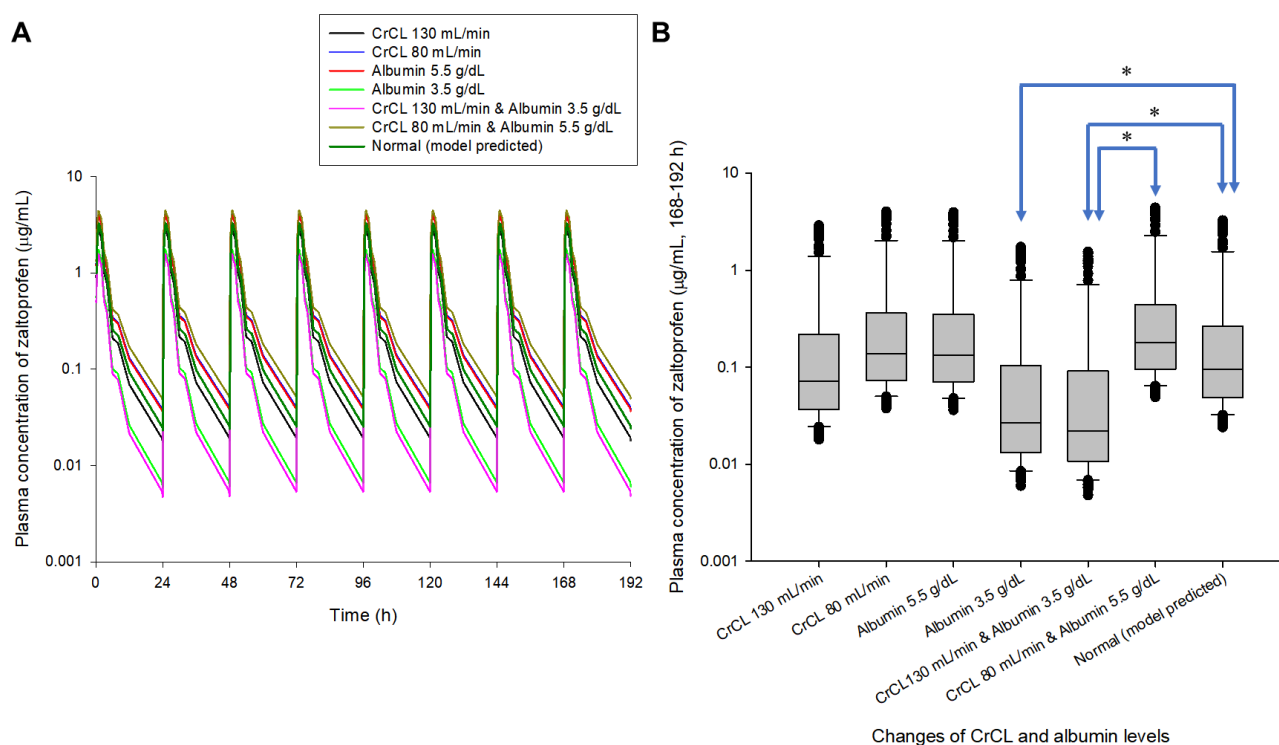 A
CrCL 130 mL/min
CrCL 80 mL/min
Albumin 5.5 g/dL
Albumin 3.5 g/dL
CrCL 130 mL/min & Albumin 3.5 g/dL
CrCL 80 mL/min & Albumin 5.5 g/dL
Normal (model predicted)
Plasma concentration of zaltoprofen (µg/mL)
10
1
0.1
0.01
0.001
0 24 48 72 96 120 144 168 192
Time (h)
B
Plasma concentration of zaltoprofen (µg/mL, 168-192 h)
10
1
0.1
0.01
0.001
*
*
*
CrCL 130 mL/min
CrCL 80 mL/min
Albumin 5.5 g/dL
Albumin 3.5 g/dL
CrCL130 mL/min & Albumin 3.5 g/dL
CrCL 80 mL/min & Albumin 5.5 g/dL
Normal (model predicted)
Changes of CrCL and albumin levels